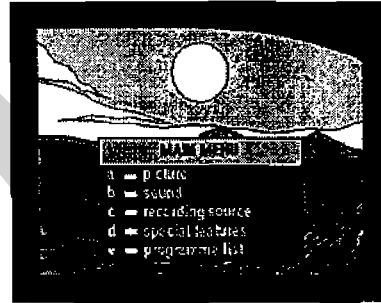 MAIN MENU
a - picture
b - sound
c - recording source
d - special features
e - programme list